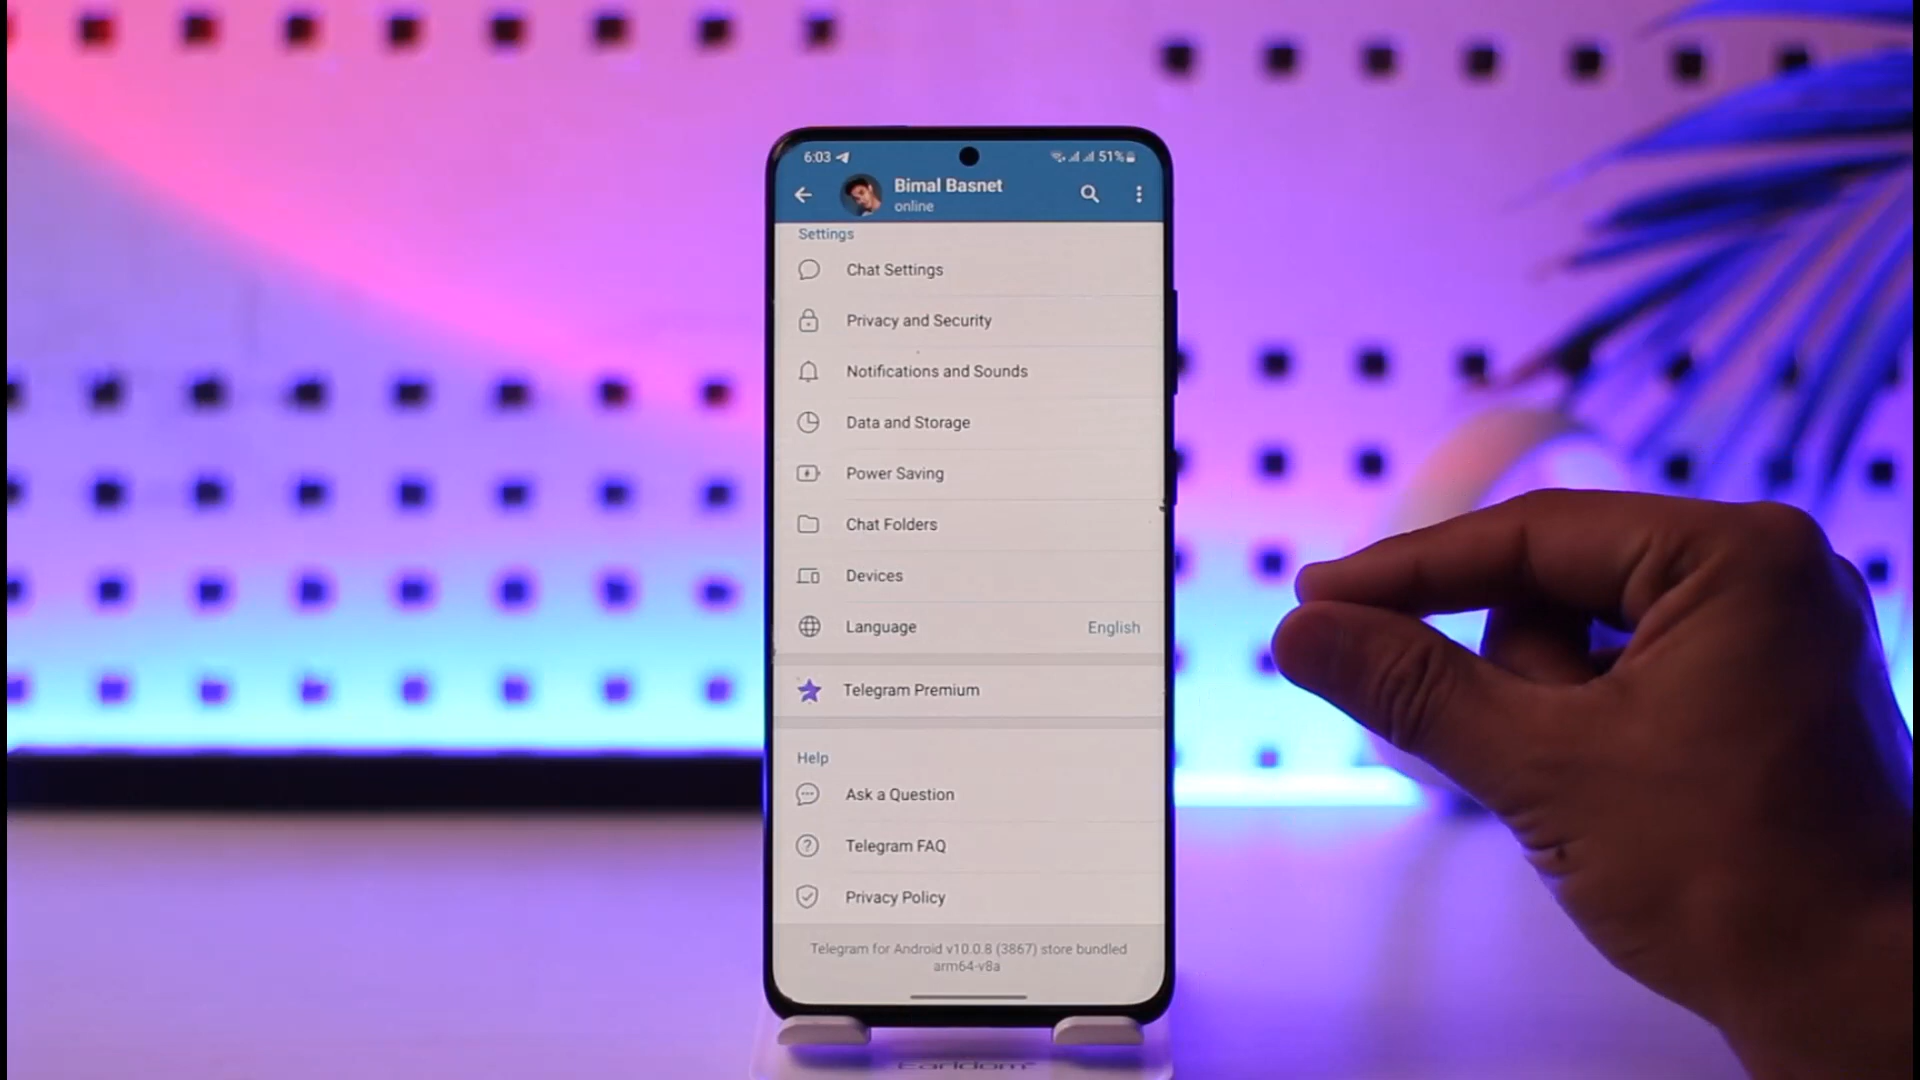 6:03 51%
Bimal Basnet
online
Settings
Chat Settings
Privacy and Security
Notifications and Sounds
Data and Storage
Power Saving
Chat Folders
Devices
Language English
Telegram Premium
Help
Ask a Question
Telegram FAQ
Privacy Policy
Telegram for Android v10.0.8 (3867) store bundled
arm64-v8a